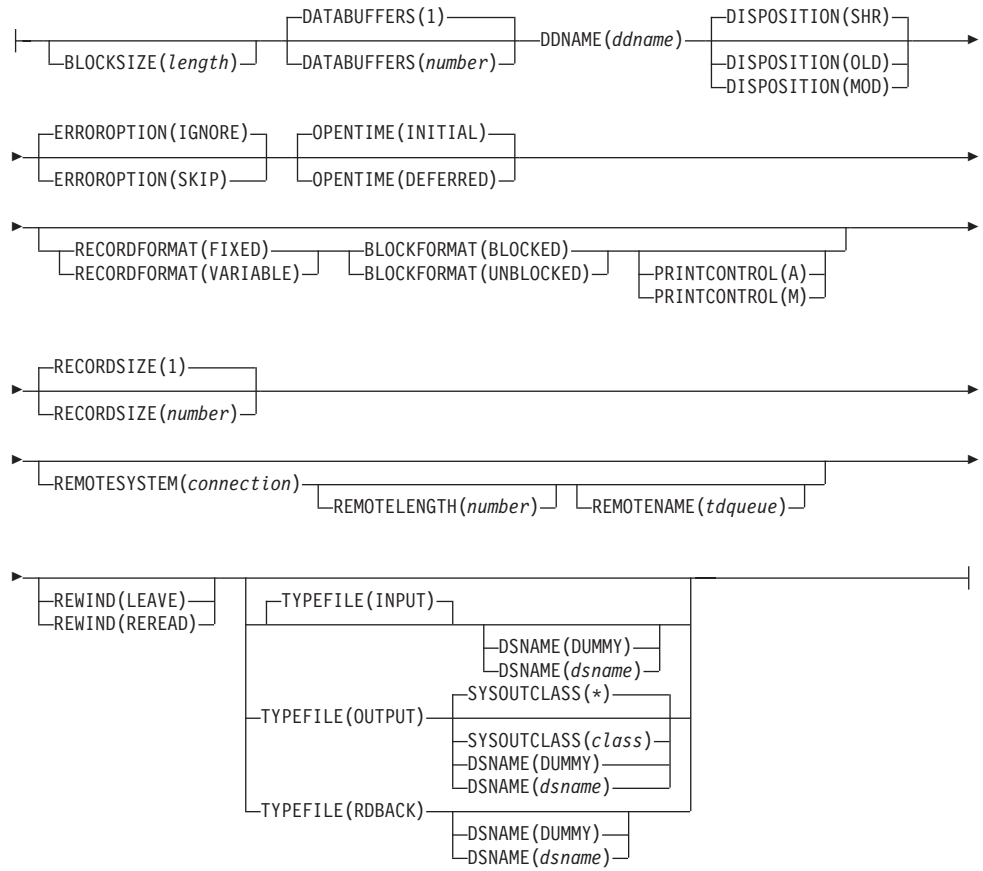 DATABUFFERS(1) DISPOSITION(SHR)
BLOCKSIZE(length) DATABUFFERS(number) DDNAME(ddname) DISPOSITION(OLD)
DISPOSITION(MOD)
ERROROPTION(IGNORE) OPENTIME(INITIAL)
ERROROPTION(SKIP) OPENTIME(DEFERRED)
RECORDFORMAT(FIXED) BLOCKFORMAT(BLOCKED)
RECORDFORMAT(VARIABLE) BLOCKFORMAT(UNBLOCKED) PRINTCONTROL(A)
PRINTCONTROL(M)
RECORDSIZE(1)
RECORDSIZE(number)
REMOTESYSTEM(connection)
REMOTELENGTH(number) REMOTENAME(tdqueue)
REWIND(LEAVE) TYPEFILE(INPUT)
REWIND(REREAD)
DSNAME(DUMMY)
DSNAME(dsname)
SYSOUTCLASS(*)
TYPEFILE(OUTPUT)
SYSOUTCLASS(class)
DSNAME(DUMMY)
DSNAME(dsname)
TYPEFILE(RDBACK)
DSNAME(DUMMY)
DSNAME(dsname)